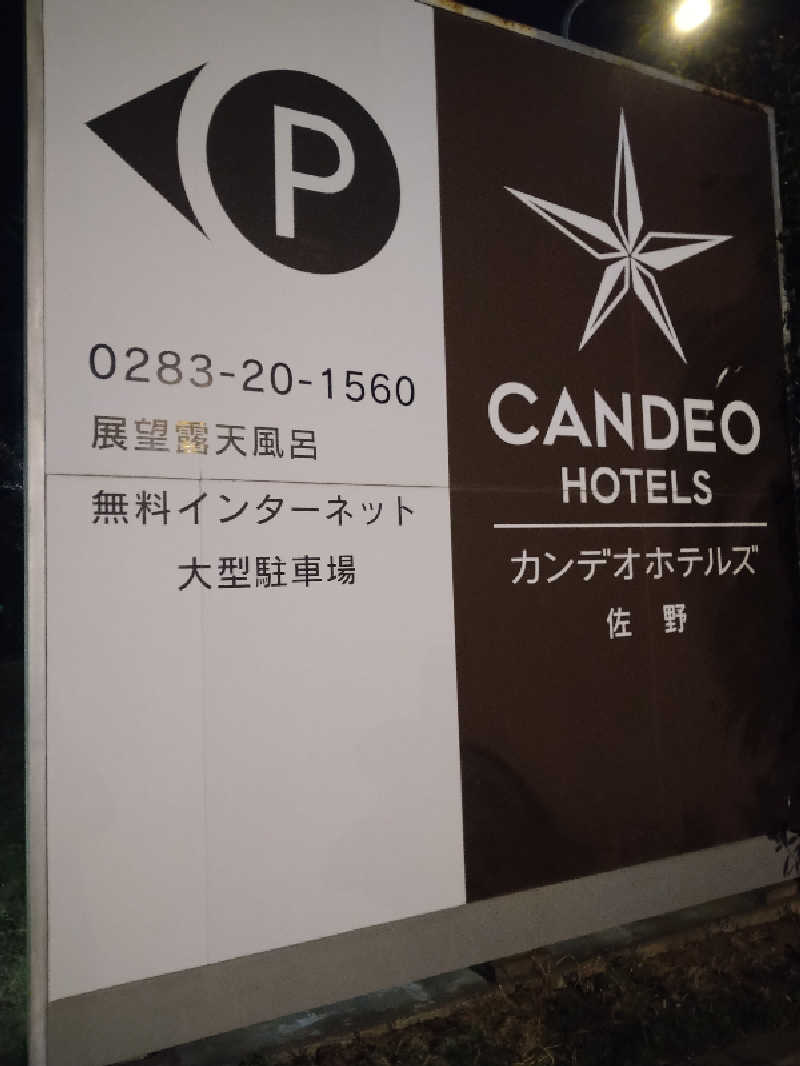 P
0283-20-1560
展望露天風呂
無料インターネット
大型駐車場
CANDEO
HOTELS
カンデオホテルズ
佐野